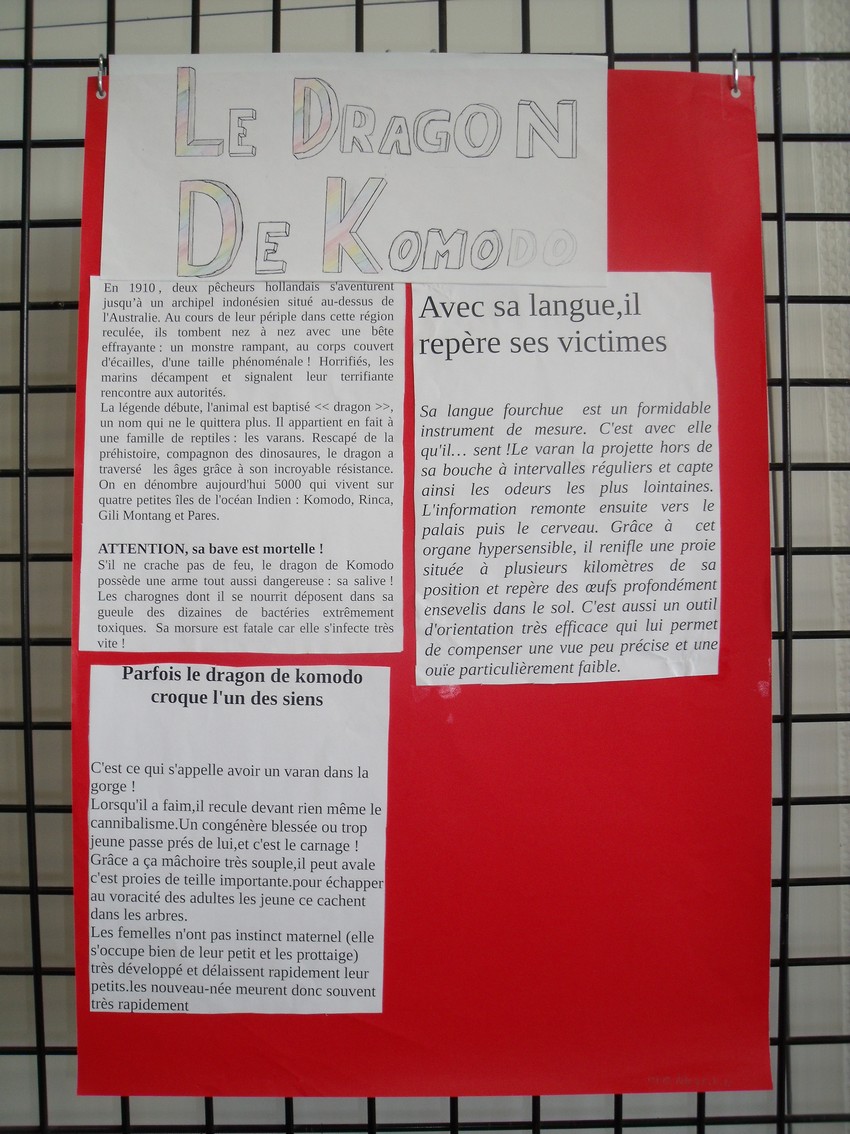 LE DRAGON
DE KOMODO
En 1910, deux pêcheurs hollandais s'aventurent
jusqu'à un archipel indonésien situé au-dessus de
l'Australie. Au cours de leur périple dans cette région
reculée, ils tombent nez à nez avec une bête
effrayante : un monstre rampant, au corps couvert
d'écailles, d'une taille phénoménale ! Horrifiés, les
marins décampent et signalent leur terrifiante
rencontre aux autorités.
La légende débute, l'animal est baptisé << dragon >>,
un nom qui ne le quittera plus. Il appartient en fait à
une famille de reptiles : les varans. Rescapé de la
préhistoire, compagnon des dinosaures, le dragon a
traversé les âges grâce à son incroyable résistance.
On en dénombre aujourd'hui 5000 qui vivent sur
quatre petites îles de l'océan Indien : Komodo, Rinca,
Gili Montang et Pares.
ATTENTION, sa bave est mortelle !
S'il ne crache pas de feu, le dragon de Komodo
possède une arme tout aussi dangereuse : sa salive !
Les charognes dont il se nourrit déposent dans sa
gueule des dizaines de bactéries extrêmement
toxiques. Sa morsure est fatale car elle s'infecte très
vite !
Parfois le dragon de komodo
croque l'un des siens
C'est ce qui s'appelle avoir un varan dans la
gorge !
Lorsqu'il a faim,il recule devant rien même le
cannibalisme.Un congénère blessée ou trop
jeune passe prés de lui,et c'est le carnage !
Grâce a ça mâchoire très souple,il peut avale
c'est proies de teille importante.pour échapper
au voracité des adultes les jeune ce cachent
dans les arbres.
Les femelles n'ont pas instinct maternel (elle
s'occupe bien de leur petit et les prottaige)
très développé et délaissent rapidement leur
petits.les nouveau-née meurent donc souvent
très rapidement
Avec sa langue,il
repère ses victimes
Sa langue fourchue est un formidable
instrument de mesure. C'est avec elle
qu'il… sent !Le varan la projette hors de
sa bouche à intervalles réguliers et capte
ainsi les odeurs les plus lointaines.
L'information remonte ensuite vers le
palais puis le cerveau. Grâce à cet
organe hypersensible, il renifle une proie
située à plusieurs kilomètres de sa
position et repère des œufs profondément
ensevelis dans le sol. C'est aussi un outil
d'orientation très efficace qui lui permet
de compenser une vue peu précise et une
ouïe particulièrement faible.